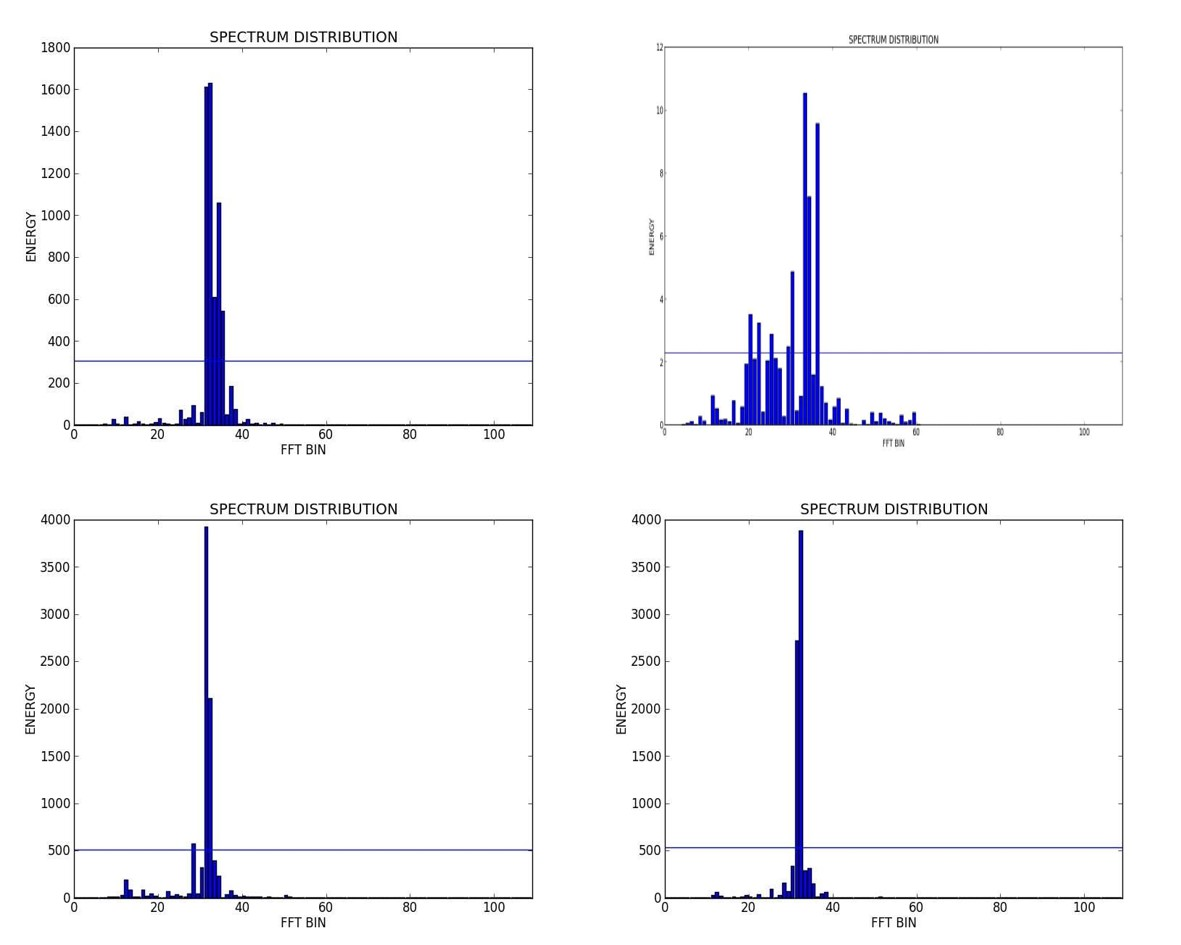 SPECTRUM DISTRIBUTION
1800
1600
1400
1200
1000
800
600
400
200
0
ENERGY
0 20 40 60 80 100
FFT BIN
SPECTRUM DISTRIBUTION
12
10
8
6
4
2
0
ENERGY
0 20 40 60 80 100
FFT BIN
SPECTRUM DISTRIBUTION
4000
3500
3000
2500
2000
1500
1000
500
0
ENERGY
0 20 40 60 80 100
FFT BIN
SPECTRUM DISTRIBUTION
4000
3500
3000
2500
2000
1500
1000
500
0
ENERGY
0 20 40 60 80 100
FFT BIN